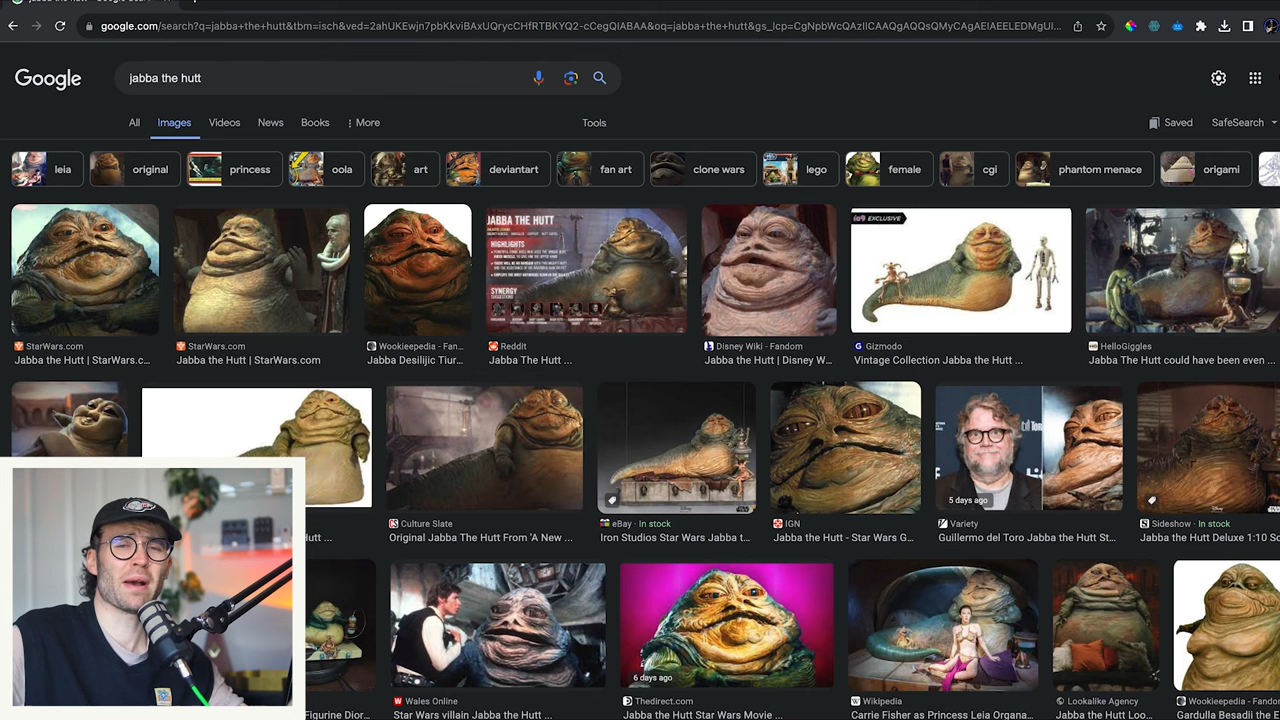 google.com/search?q=jabba+the+hutt&tbm=isch&ved=2ahUKEwjn7pbKkviBAxUQrycCHfRTBKYQ2-cCegQIABAA&oq=jabba+the+hutt&gs_lcp=CgNpbWcQAzIICAAQgAQQsQMyCAgAEIAEELEDMgUI...
Google
jabba the hutt
All Images Videos News Books More Tools Saved SafeSearch
leia original princess oola art deviantart fan art clone wars lego female cgi phantom menace origami
JABBA THE HUTT
HIGHLIGHTS
SYNERGY
io9 EXCLUSIVE
StarWars.com StarWars.com Wookieepedia - Fan... Reddit Disney Wiki - Fandom Gizmodo HelloGiggles
Jabba the Hutt | StarWars.c... Jabba the Hutt | StarWars.com Jabba Desilijic Tiur... Jabba The Hutt ... Jabba the Hutt | Disney W... Vintage Collection Jabba the Hutt ... Jabba The Hutt could have been even ...
5 days ago
Culture Slate eBay · In stock IGN Variety Sideshow · In stock
Hutt ... Original Jabba The Hutt From 'A New ... Iron Studios Star Wars Jabba t... Jabba the Hutt - Star Wars G... Guillermo del Toro Jabba the Hutt St... Jabba the Hutt Deluxe 1:10 Sc
6 days ago
Wales Online Thedirect.com Wikipedia Lookalike Agency Wookieepedia - Fandom
Figurine Dior... Star Wars villain Jabba the Hutt ... Jabba the Hutt Star Wars Movie ... Carrie Fisher as Princess Leia Organa... Jabba the Hutt Loo... Gardulla Besadii the E